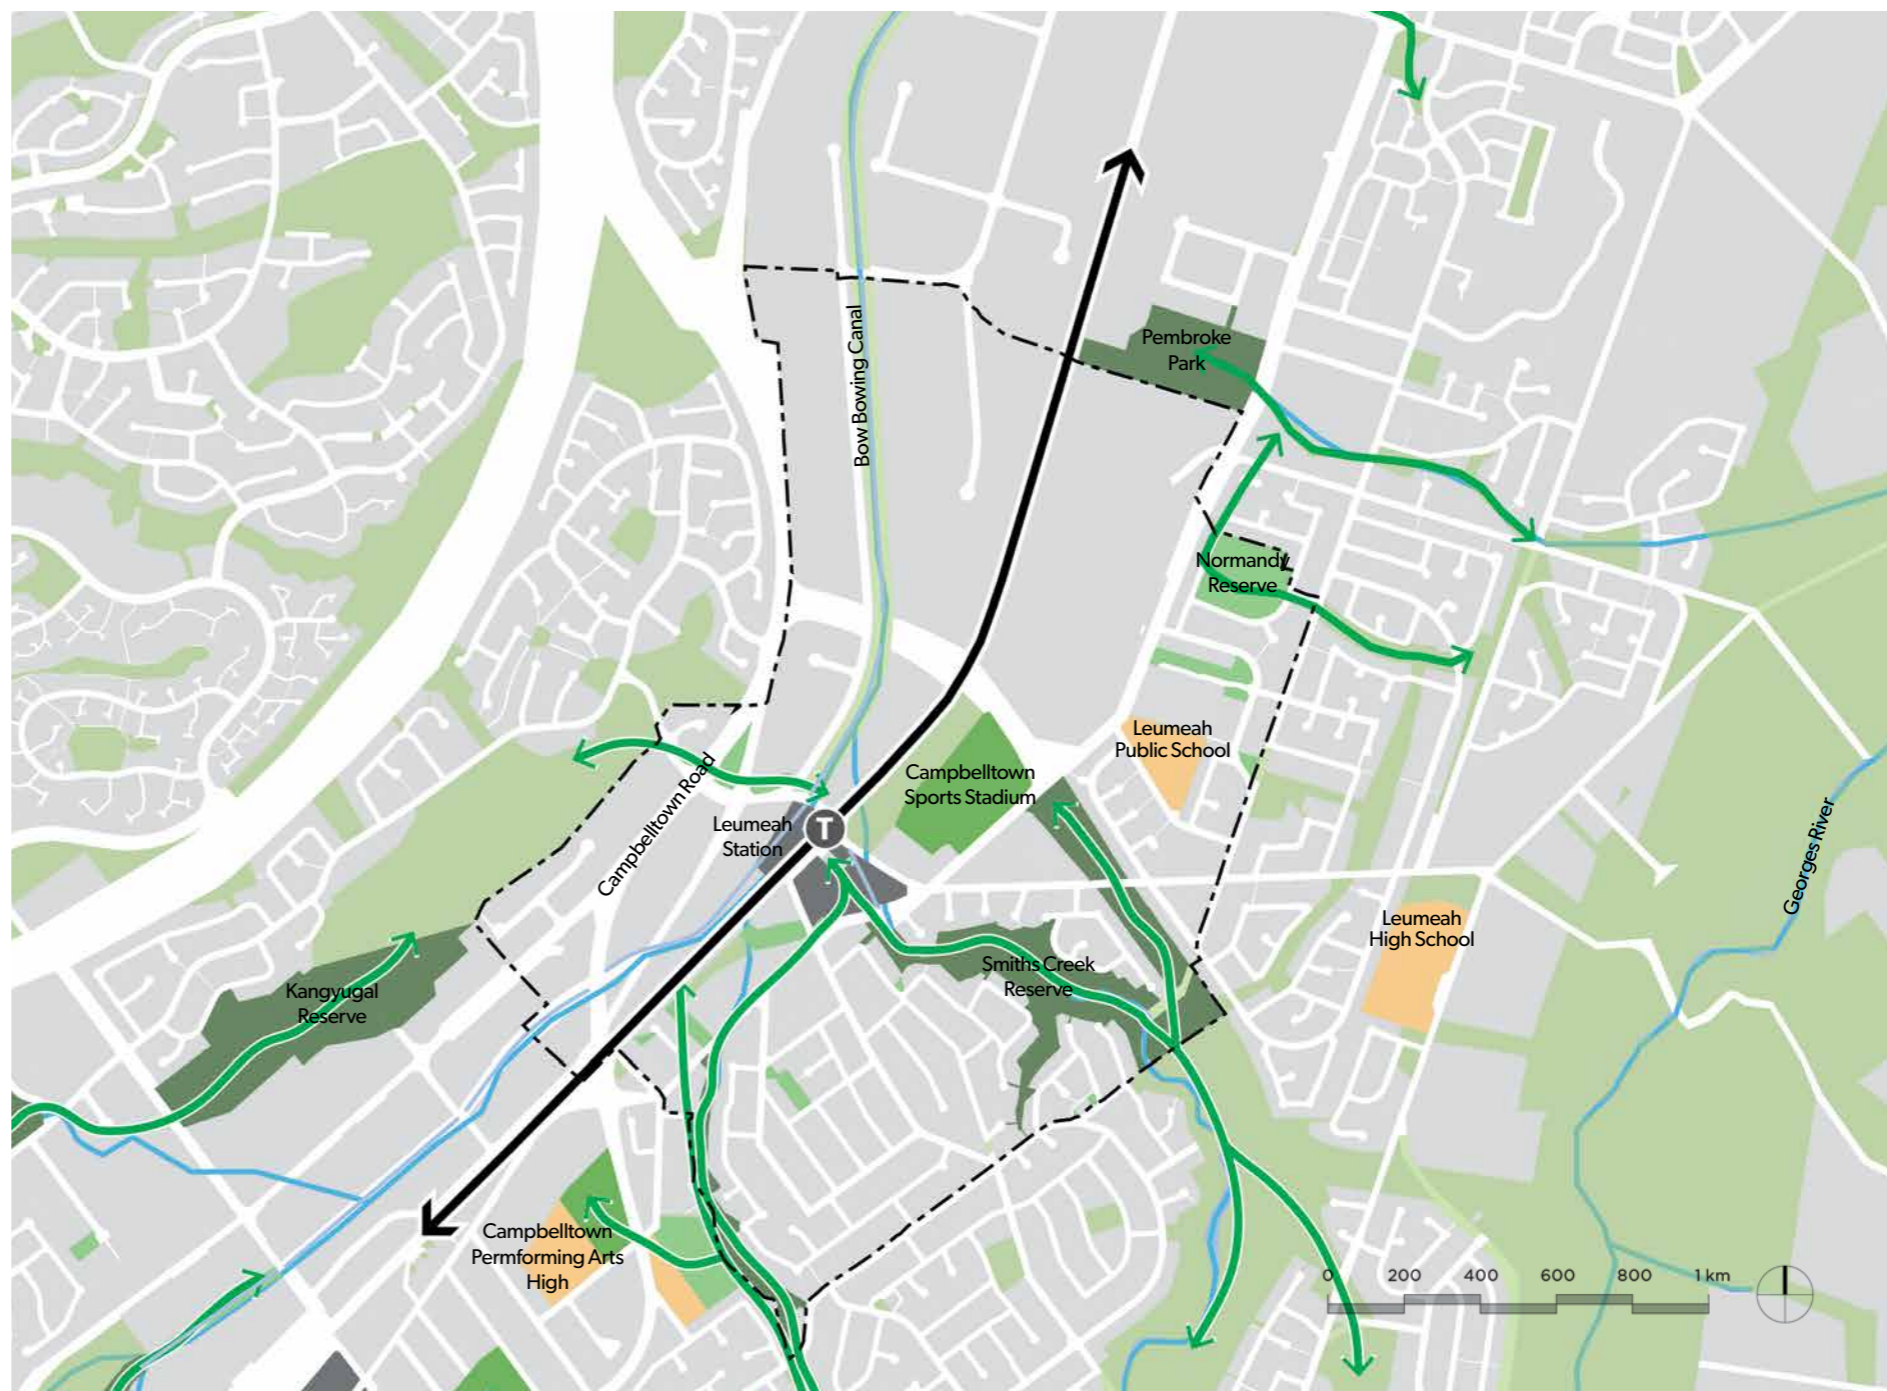 Pembroke
Park
Bow Bowing Canal
Normandy
Reserve
Leumeah
Public School
Campbelltown
Sports Stadium
Campbelltown Road
Leumeah
Station
T
Georges River
Leumeah
High School
Smiths Creek
Reserve
Kangyugal
Reserve
Campbelltown
Permforming Arts
High
0 200 400 600 800 1 km